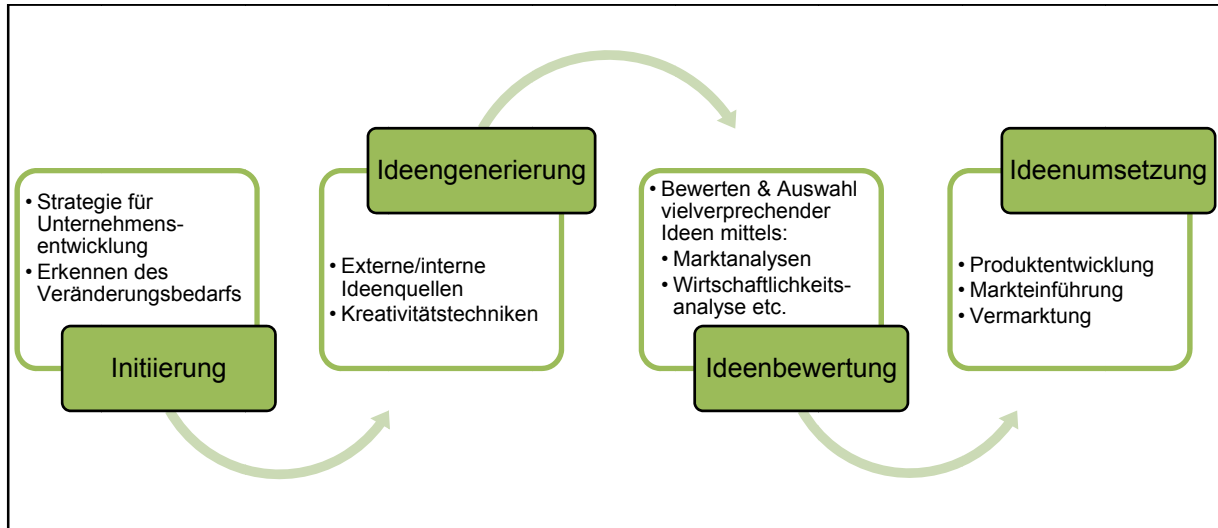 • Strategie für
Unternehmens-
entwicklung
• Erkennen des
Veränderungsbedarfs
Initiierung
Ideengenerierung
• Externe/interne
Ideenquellen
• Kreativitätstechniken
• Bewerten & Auswahl
vielverprechender
Ideen mittels:
• Marktanalysen
• Wirtschaftlichkeits-
analyse etc.
Ideenbewertung
Ideenumsetzung
• Produktentwicklung
• Markteinführung
• Vermarktung